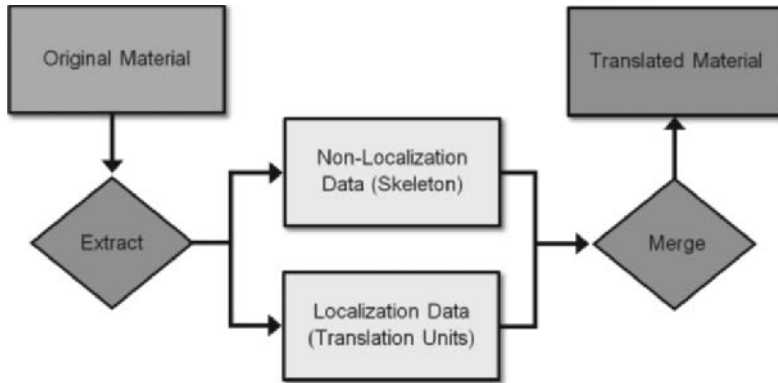 Original Material
Translated Material
Non-Localization
Data (Skeleton)
Extract
Merge
Localization Data
(Translation Units)